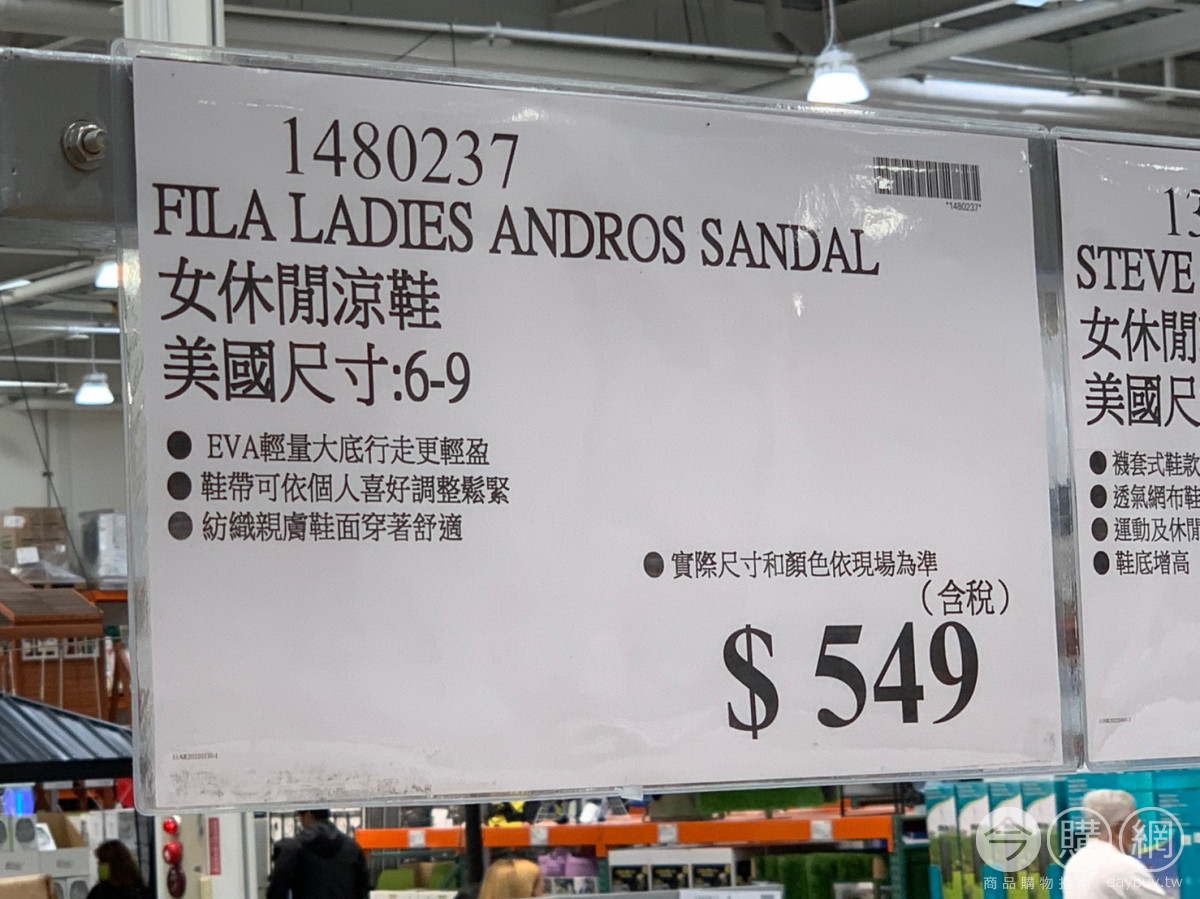 1480237
*1480237*
FILA LADIES ANDROS SANDAL
女休閒涼鞋
美國尺寸:6-9
● EVA輕量大底行走更輕盈
● 鞋帶可依個人喜好調整鬆緊
● 紡織親膚鞋面穿著舒適
● 實際尺寸和顏色依現場為準
(含稅)
$ 549
13
STEVE
女休閒
美國尺
● 襪套式鞋款
● 透氣網布鞋
● 運動及休閒
● 鞋底增高
今購網
daybuy.tw